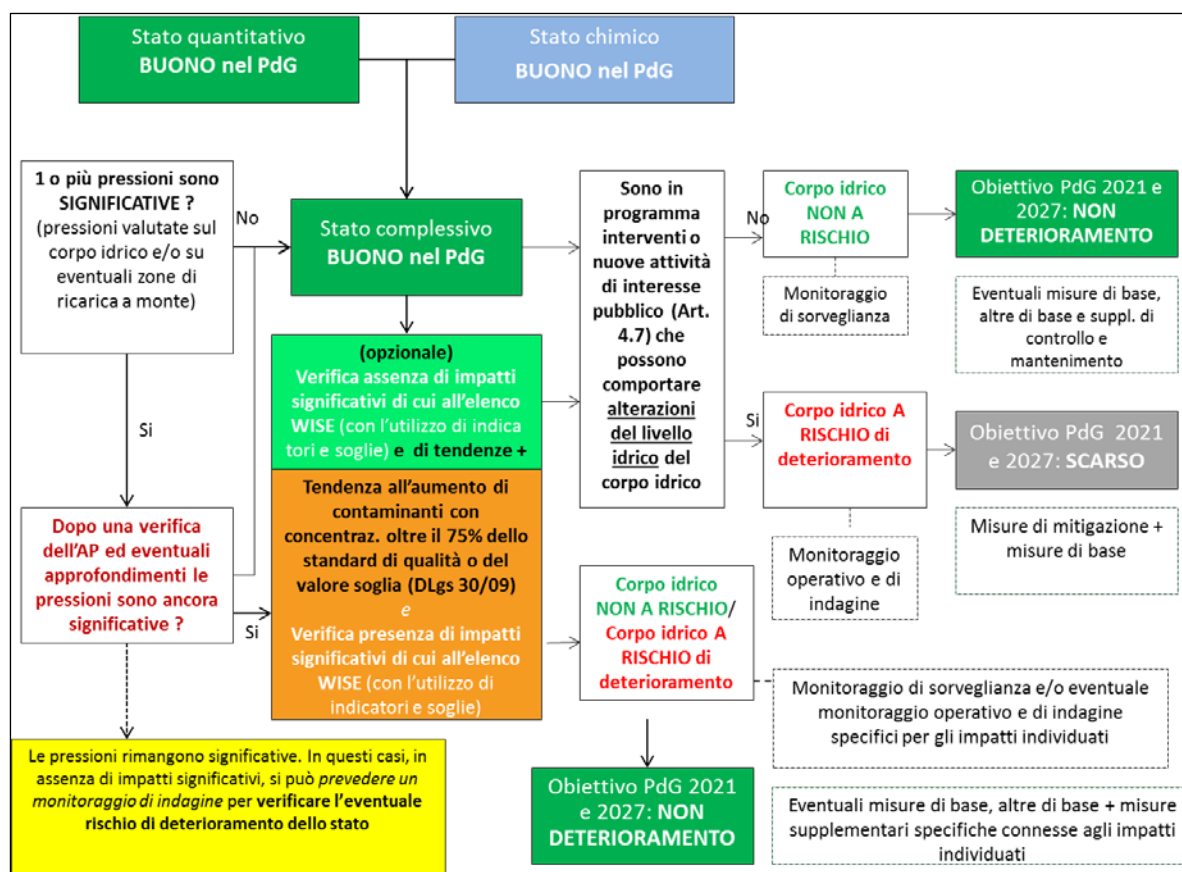 Stato quantitativo
BUONO nel PdG
Stato chimico
BUONO nel PdG
1 o più pressioni sono
SIGNIFICATIVE ?
(pressioni valutate sul
corpo idrico e/o su
eventuali zone di
ricarica a monte)
No
Stato complessivo
BUONO nel PdG
Sono in
programma
interventi o
nuove attività
di interesse
pubblico (Art.
4.7) che
possono
comportare
alterazioni
del livello
idrico del
corpo idrico
No
Corpo idrico
NON A
RISCHIO
Obiettivo PdG 2021 e
2027: NON
DETERIORAMENTO
Monitoraggio
di sorveglianza
Eventuali misure di base,
altre di base e suppl. di
controllo e
mantenimento
Si
(opzionale)
Verifica assenza di impatti
significativi di cui all'elenco
WISE (con l'utilizzo di indica
tori e soglie) e di tendenze +
Si
Corpo idrico A
RISCHIO di
deterioramento
Obiettivo PdG 2021
e 2027: SCARSO
Monitoraggio
operativo e di
indagine
Misure di mitigazione +
misure di base
Dopo una verifica
dell'AP ed eventuali
approfondimenti le
pressioni sono ancora
significative ?
Si
Tendenza all'aumento di
contaminanti con
concentraz. oltre il 75% dello
standard di qualità o del
valore soglia (DLgs 30/09)
e
Verifica presenza di impatti
significativi di cui all'elenco
WISE (con l'utilizzo di
indicatori e soglie)
Corpo idrico
NON A RISCHIO/
Corpo idrico A
RISCHIO di
deterioramento
Monitoraggio di sorveglianza e/o eventuale
monitoraggio operativo e di indagine
specifici per gli impatti individuati
Le pressioni rimangono significative. In questi casi, in
assenza di impatti significativi, si può prevedere un
monitoraggio di indagine per verificare l'eventuale
rischio di deterioramento dello stato
Obiettivo PdG 2021
e 2027: NON
DETERIORAMENTO
Eventuali misure di base, altre di base + misure
supplementari specifiche connesse agli impatti
individuati